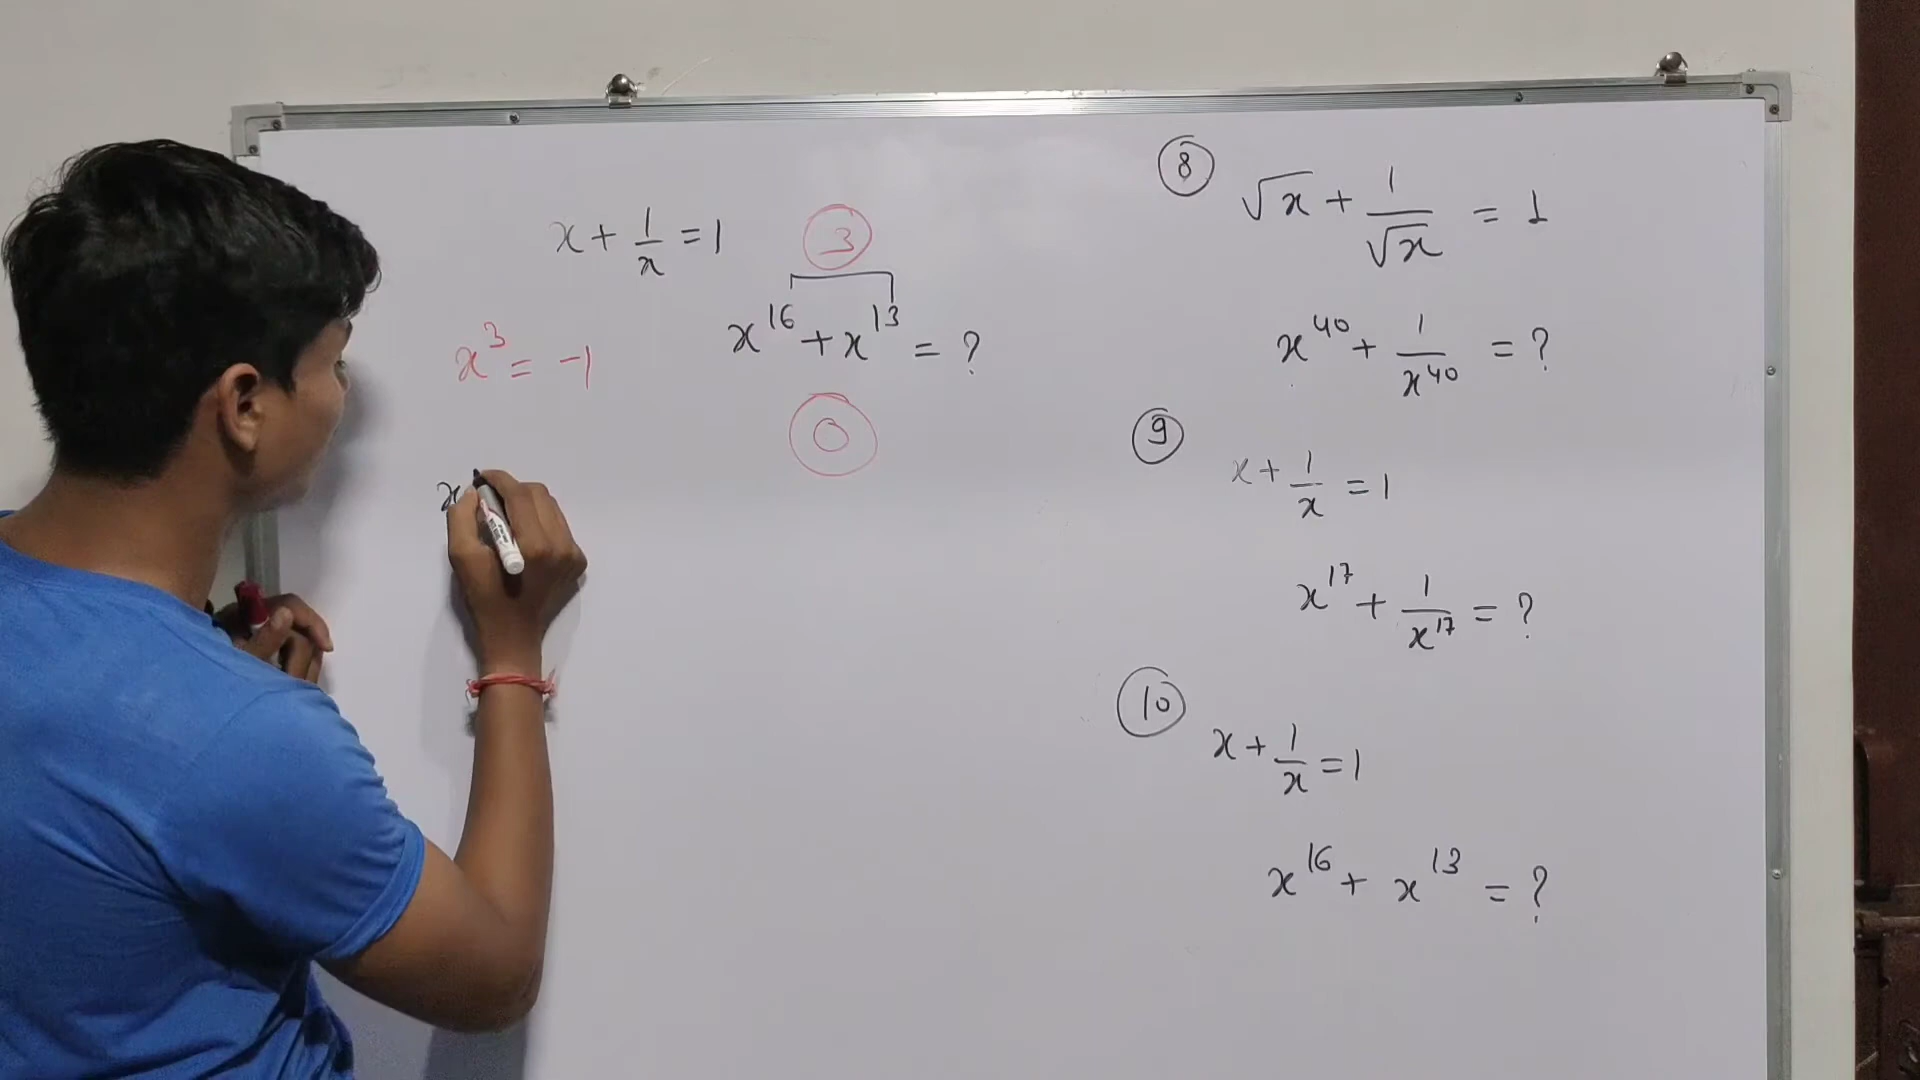 x + 1/x = 1
3
x^16 + x^13 = ?
x^3 = -1
0
x
8
√x + 1/√x = 1
x^40 + 1/x^40 = ?
9
x + 1/x = 1
x^17 + 1/x^17 = ?
10
x + 1/x = 1
x^16 + x^13 = ?